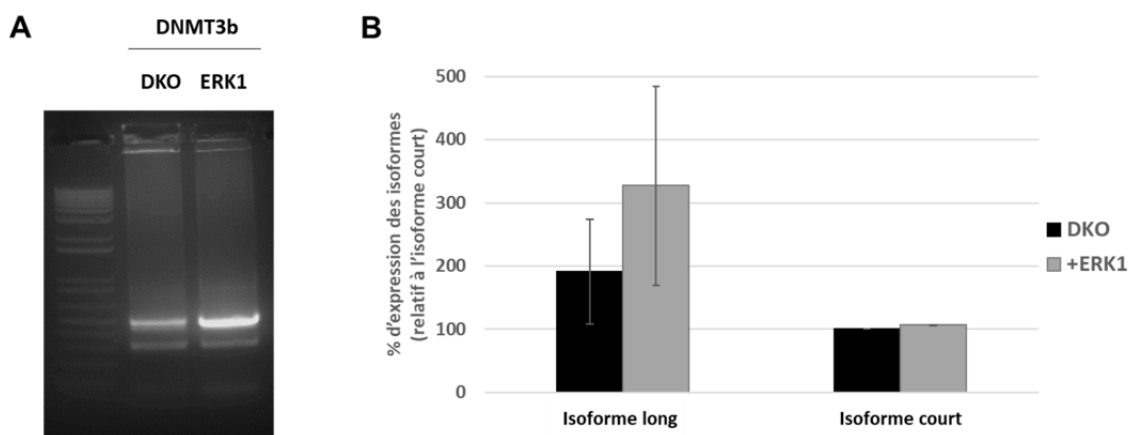 A
DNMT3b
DKO ERK1
B
% d'expression des isoformes
(relatif à l'isoforme court)
500
400
300
200
100
0
Isoforme long
Isoforme court
DKO
+ERK1